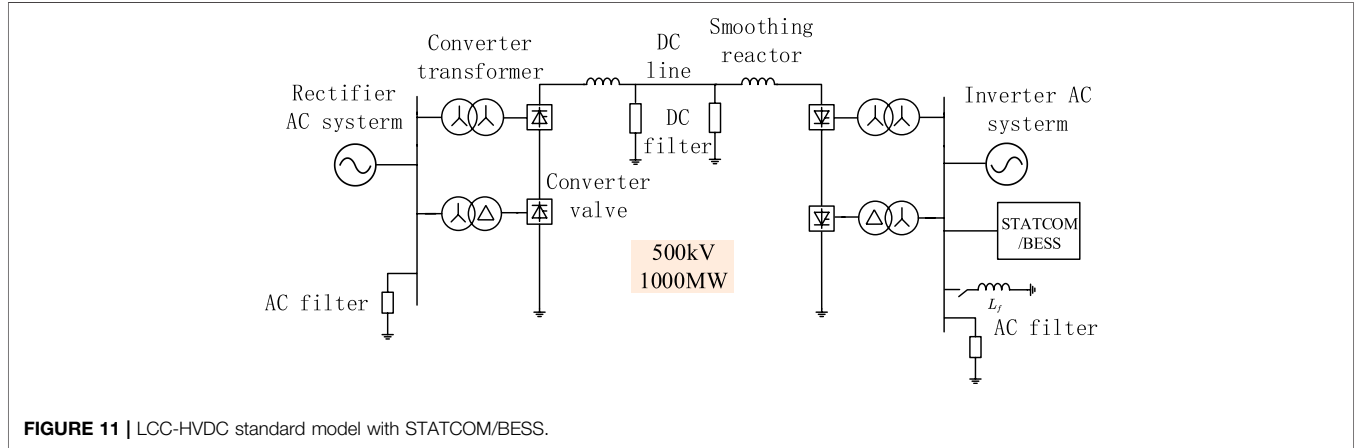 Converter
transformer
DC
line
Smoothing
reactor
Rectifier
AC systerm
DC
filter
Inverter AC
systerm
Converter
valve
STATCOM
/BESS
500kV
1000MW
AC filter
L_f
AC filter
FIGURE 11 | LCC-HVDC standard model with STATCOM/BESS.